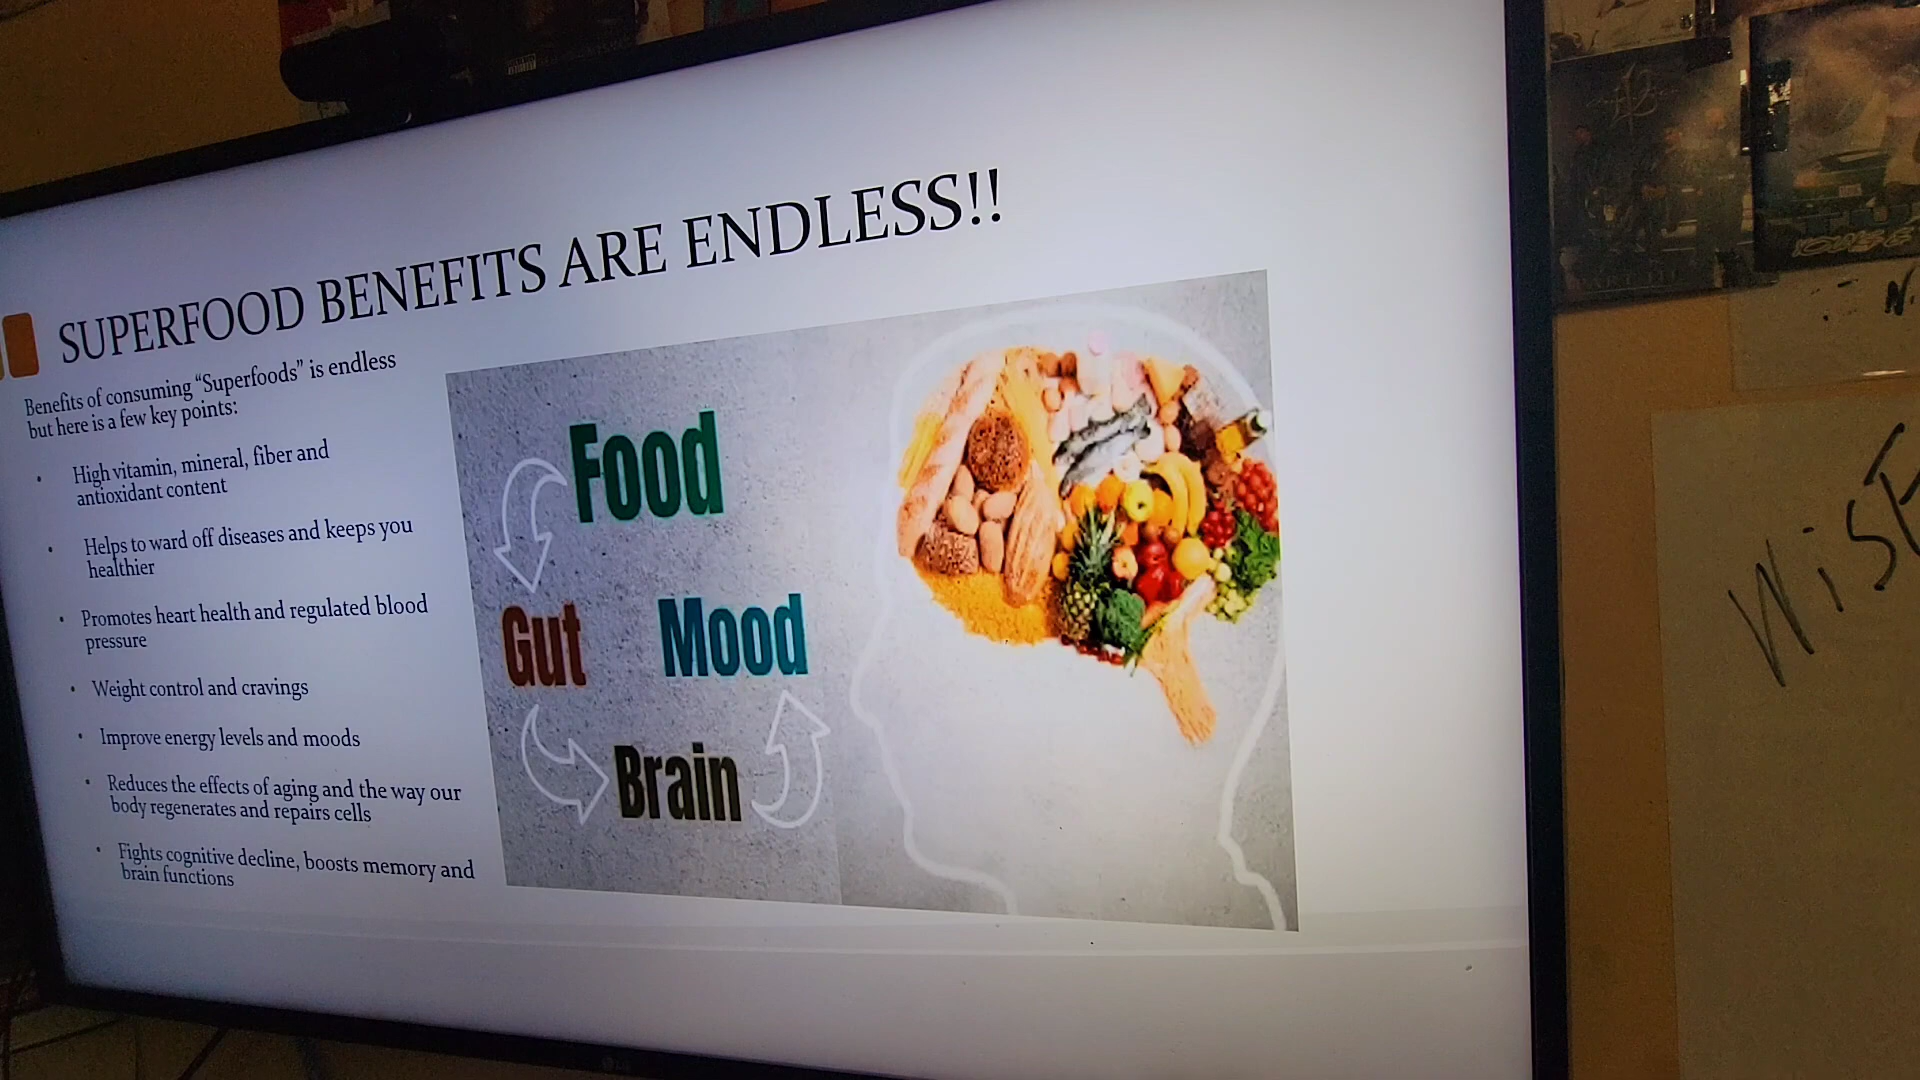 SUPERFOOD BENEFITS ARE ENDLESS!!
Benefits of consuming “Superfoods” is endless
but here is a few key points:
• High vitamin, mineral, fiber and
antioxidant content
• Helps to ward off diseases and keeps you
healthier
• Promotes heart health and regulated blood
pressure
• Weight control and cravings
• Improve energy levels and moods
• Reduces the effects of aging and the way our
body regenerates and repairs cells
• Fights cognitive decline, boosts memory and
brain functions
Food
Gut
Mood
Brain